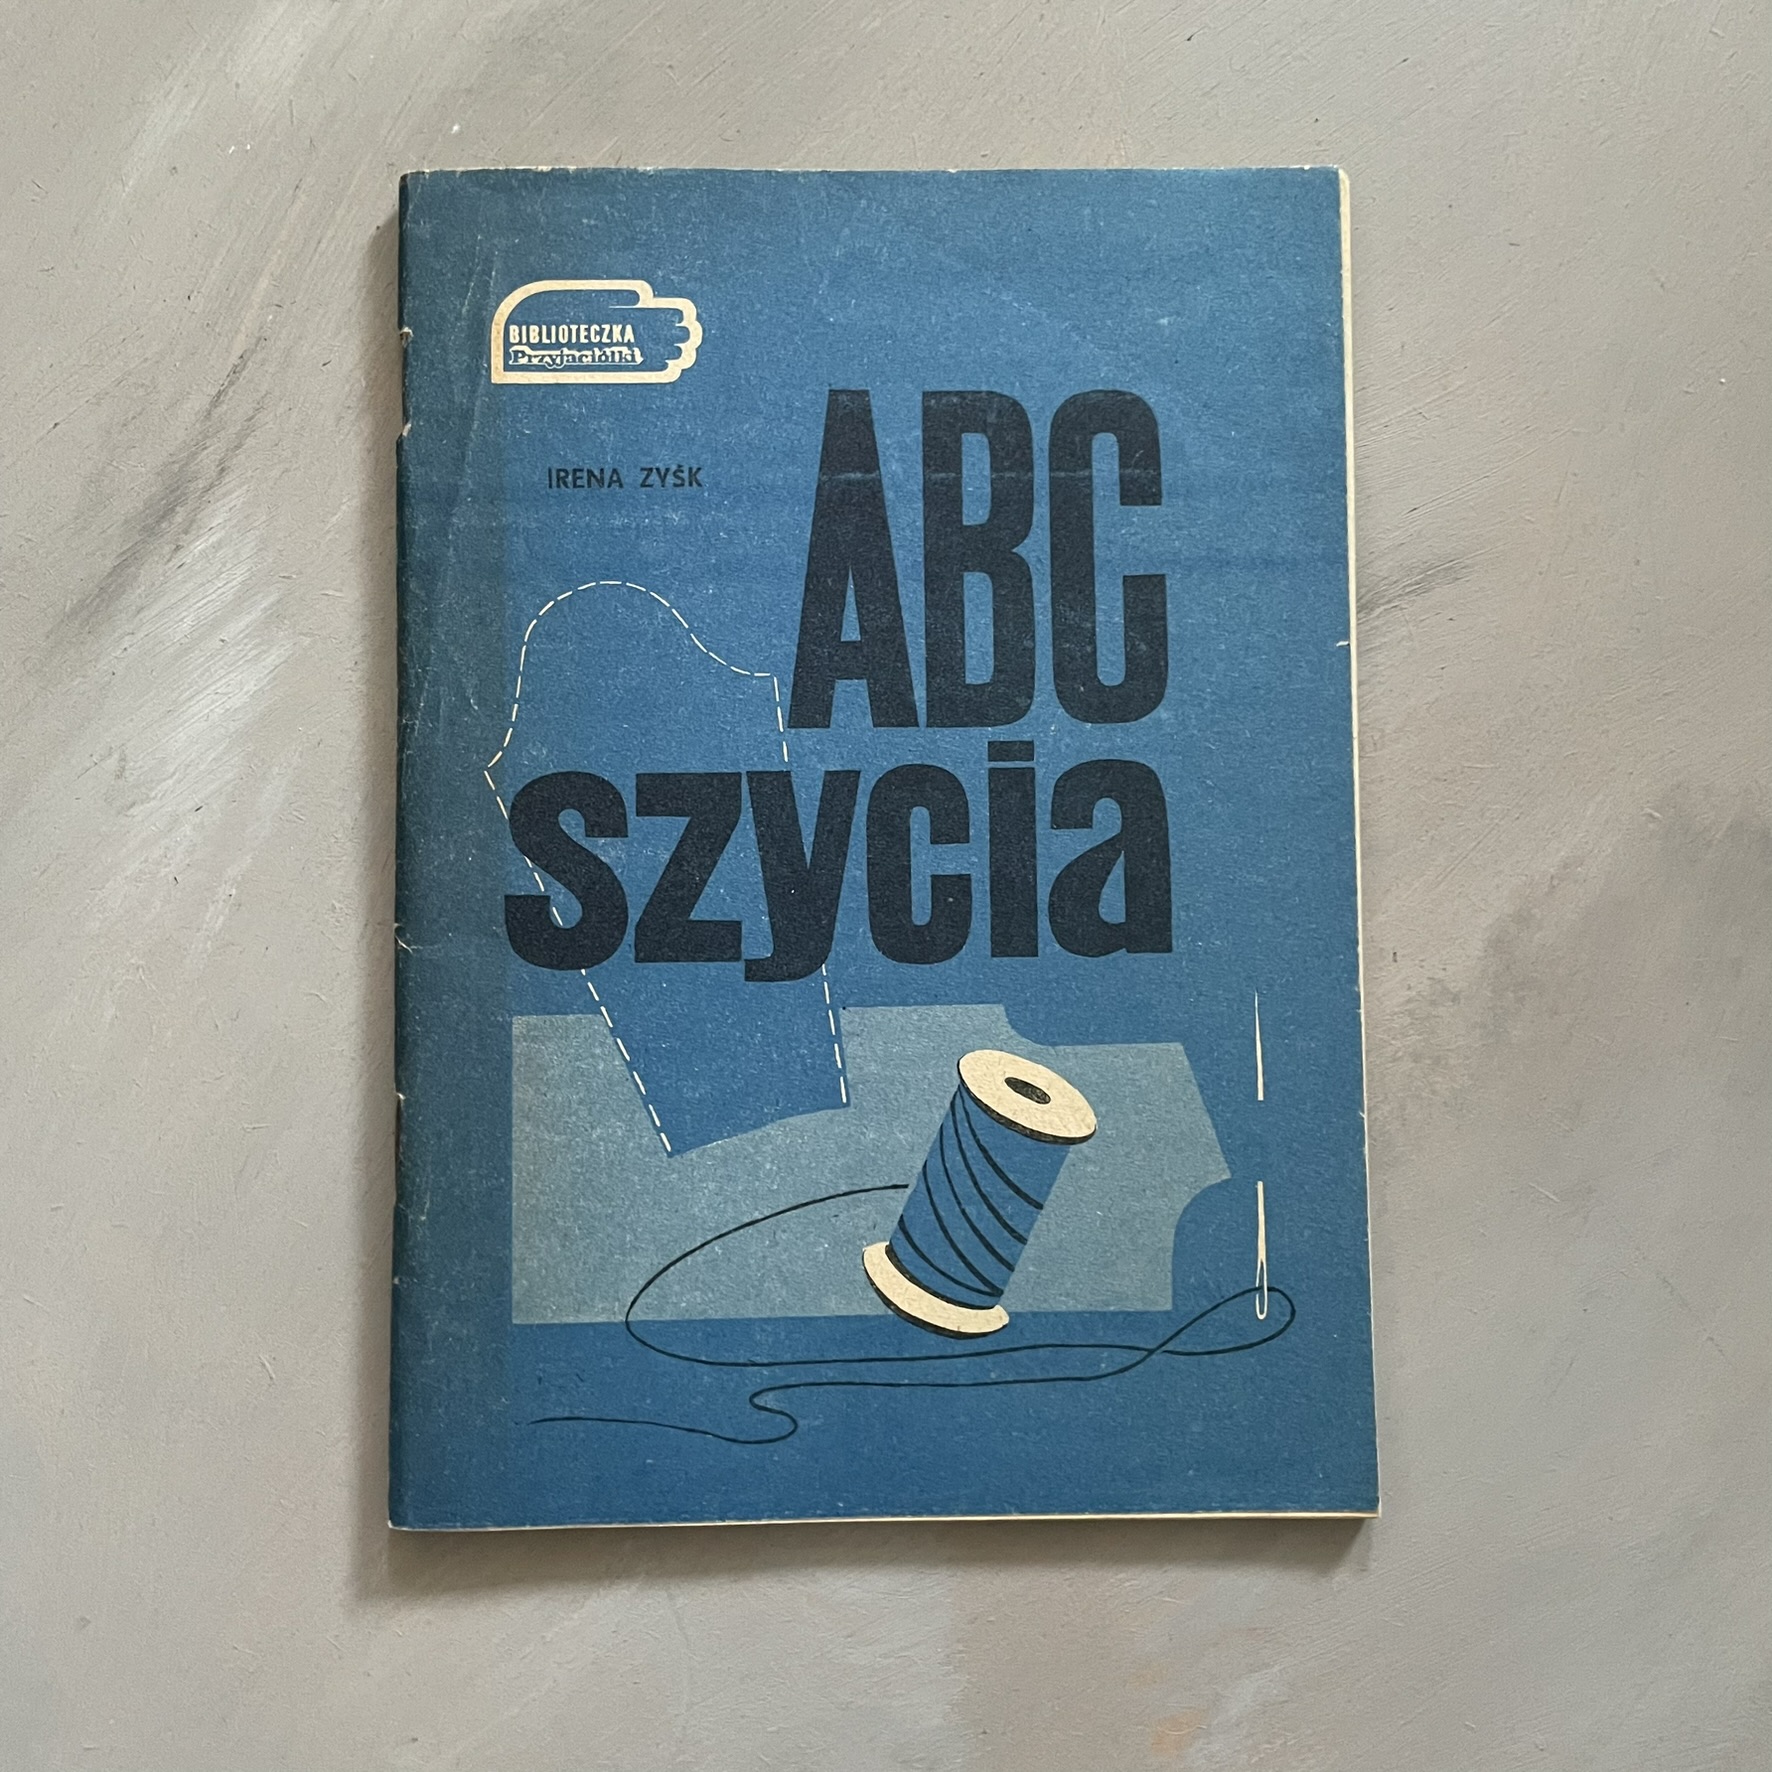 BIBLIOTECZKA
Przyjaciółki
IRENA ZYŚK
ABC
szycia